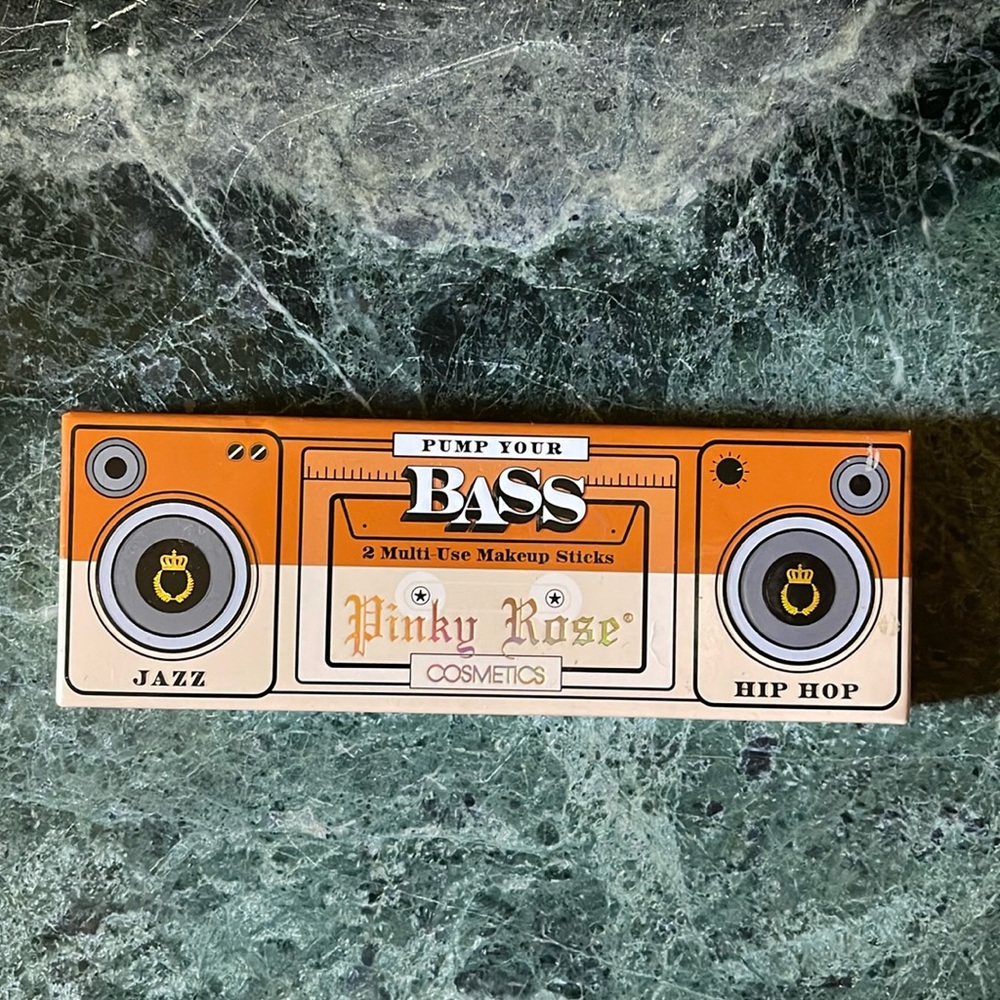 PUMP YOUR
BASS
2 Multi-Use Makeup Sticks
Pinky Rose®
COSMETICS
JAZZ
HIP HOP